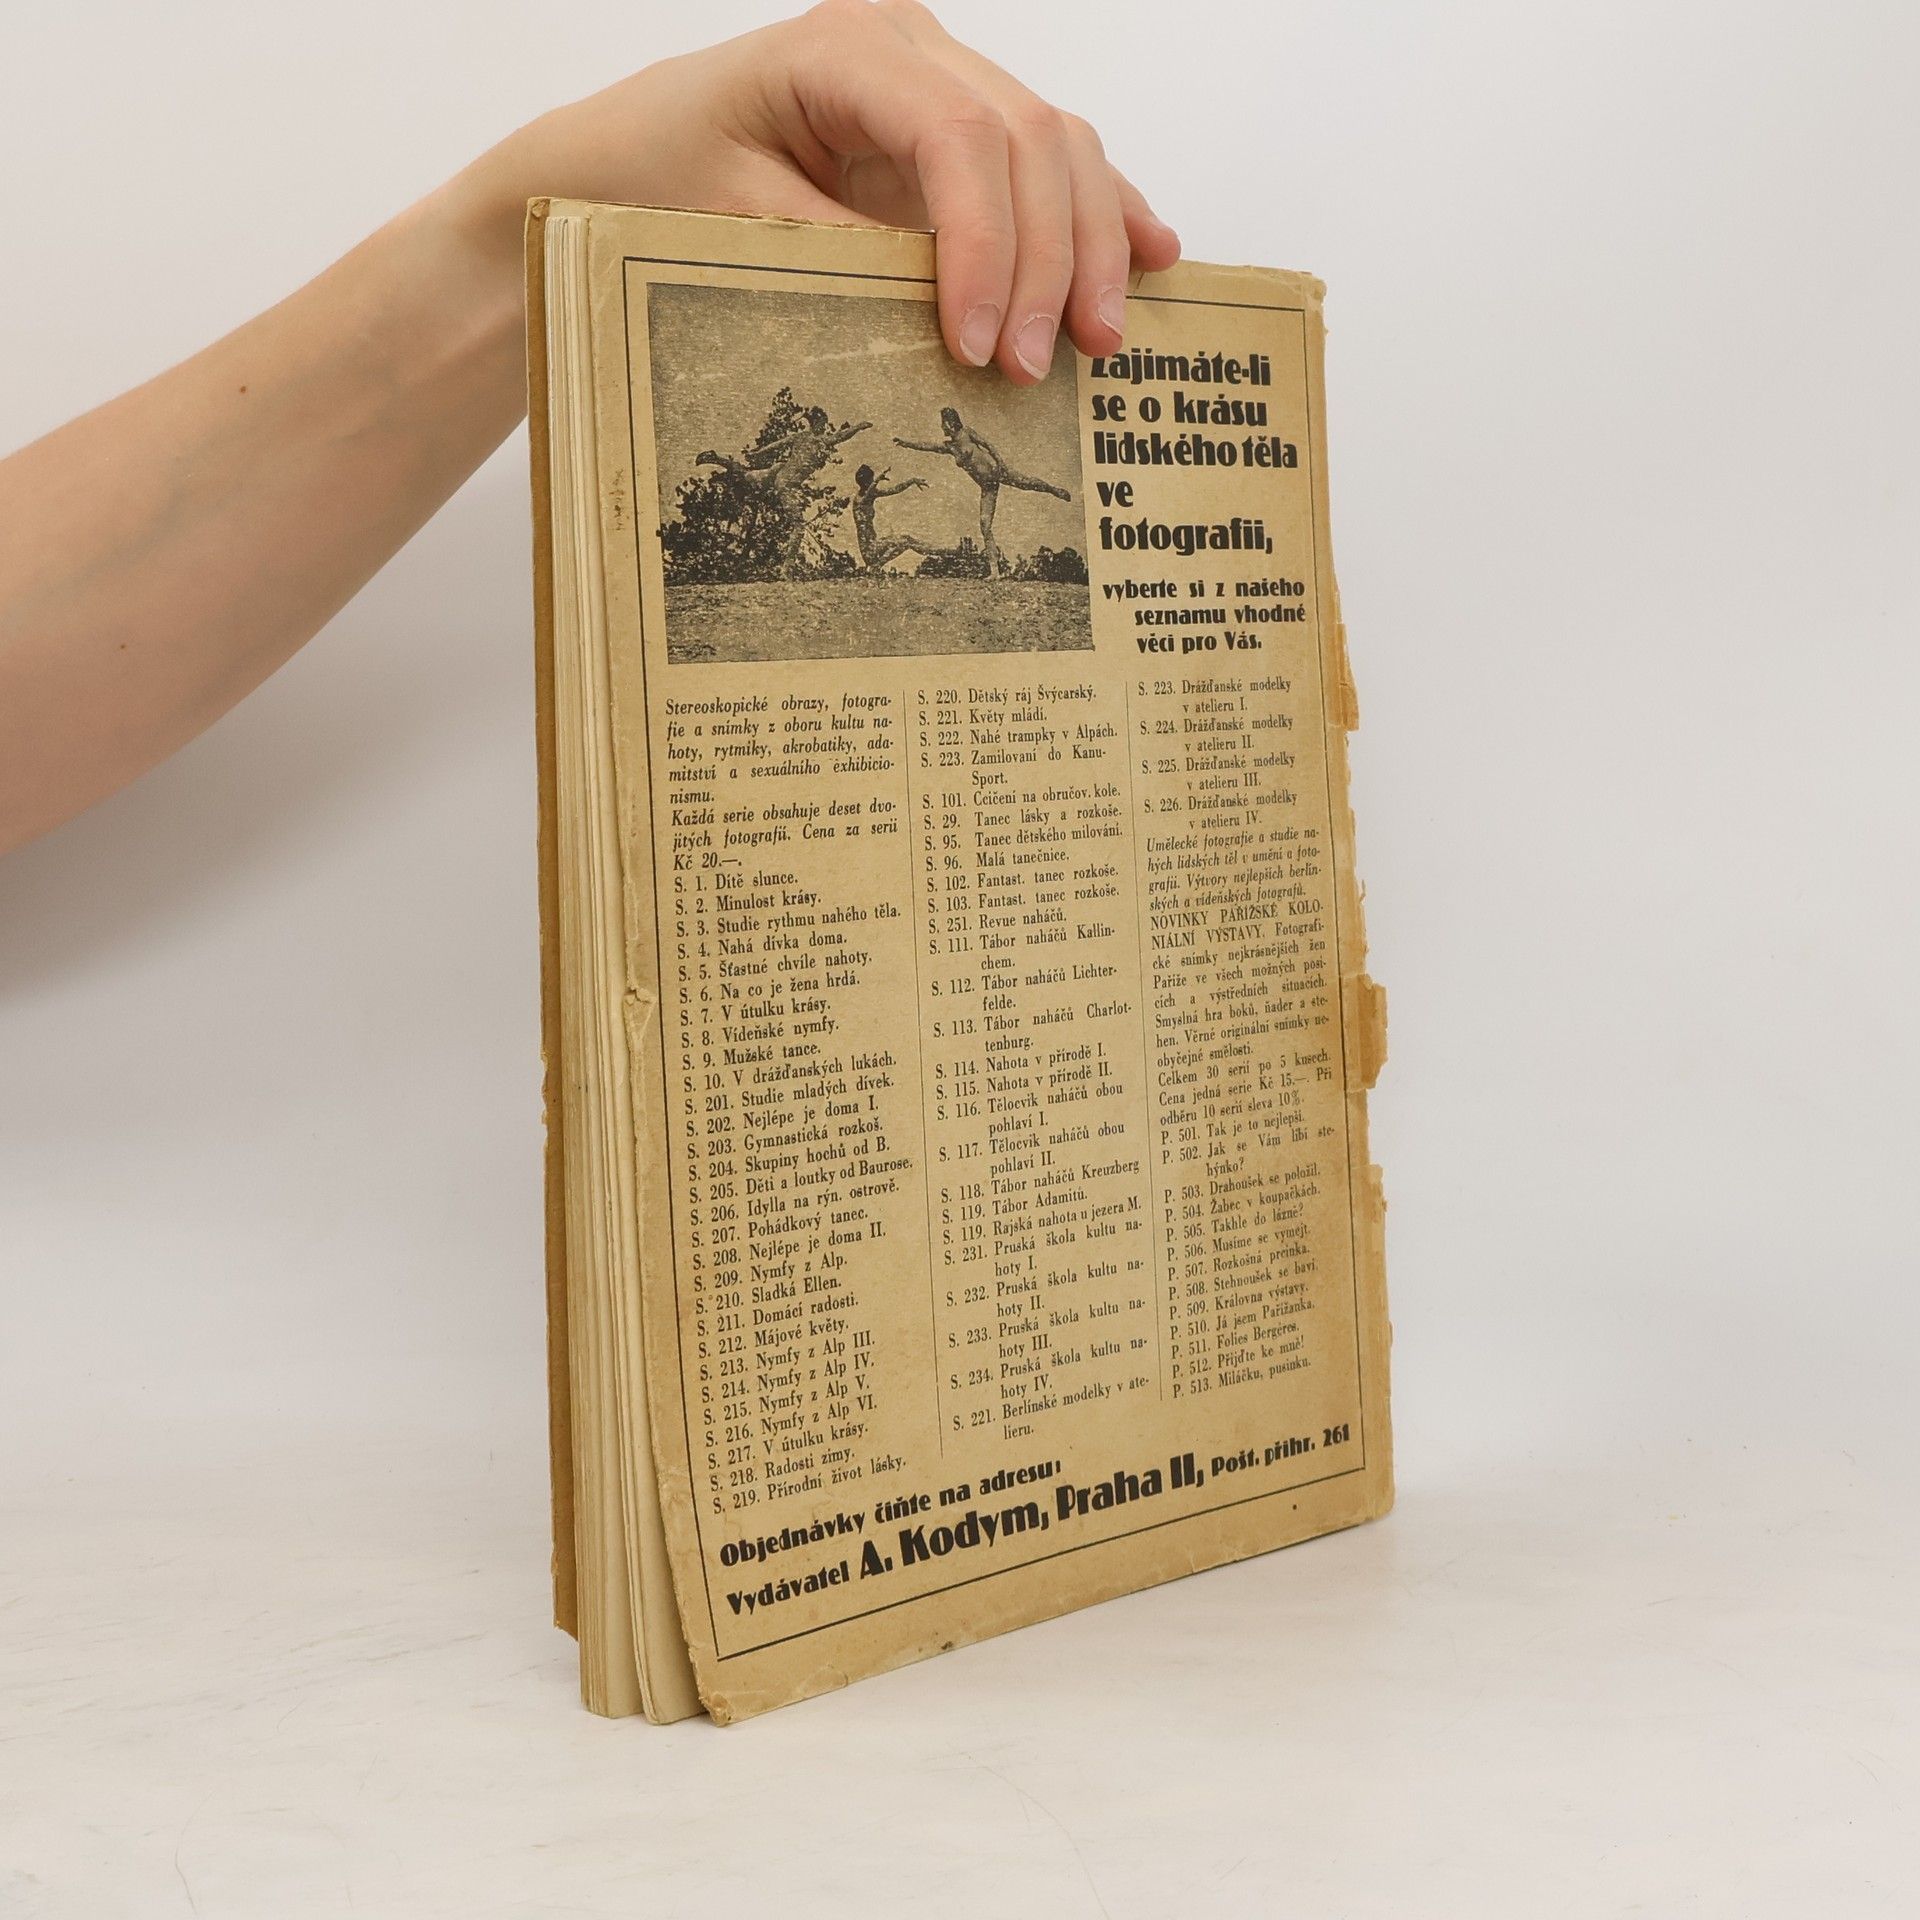 Zajímáte-li
se o krásu
lidského těla
ve
fotografii,
vyberte si z našeho
seznamu vhodné
věci pro Vás.
Stereoskopické obrazy, fotogra-
fie a snímky z oboru kultu na-
hoty, rytmiky, akrobatiky, ada-
mitství a sexuálního exhibicio-
nismu.
Každá serie obsahuje deset dvo-
jitých fotografií. Cena za serii
Kč 20.—.
S. 1. Dítě slunce.
S. 2. Minulost krásy.
S. 3. Studie rythmu nahého těla.
S. 4. Nahá dívka doma.
S. 5. Šťastné chvíle nahoty.
S. 6. Na co je žena hrdá.
S. 7. V útulku krásy.
S. 8. Vídeňské nymfy.
S. 9. Mužské tance.
S. 10. V drážďanských lukách.
S. 201. Studie mladých dívek.
S. 202. Nejlépe je doma I.
S. 203. Gymnastická rozkoš.
S. 204. Skupiny hochů od B.
S. 205. Děti a loutky od Baurose.
S. 206. Idylla na rýn. ostrově.
S. 207. Pohádkový tanec.
S. 208. Nejlépe je doma II.
S. 209. Nymfy z Alp.
S. 210. Sladká Ellen.
S. 211. Domácí radosti.
S. 212. Májové květy.
S. 213. Nymfy z Alp III.
S. 214. Nymfy z Alp IV.
S. 215. Nymfy z Alp V.
S. 216. Nymfy z Alp VI.
S. 217. V útulku krásy.
S. 218. Radosti zimy.
S. 219. Přírodní život lásky.
S. 220. Dětský ráj Švýcarský.
S. 221. Květy mládí.
S. 222. Nahé trampky v Alpách.
S. 223. Zamilovaní do Kanu-
Sport.
S. 101. Cvičení na obručov. kole.
S. 29. Tanec lásky a rozkoše.
S. 95. Tanec dětského milování.
S. 96. Malá tanečnice.
S. 102. Fantast. tanec rozkoše.
S. 103. Fantast. tanec rozkoše.
S. 251. Revue naháčů.
S. 111. Tábor naháčů Kallin-
chem.
S. 112. Tábor naháčů Lichter-
felde.
S. 113. Tábor naháčů Charlot-
tenburg.
S. 114. Nahota v přírodě I.
S. 115. Nahota v přírodě II.
S. 116. Tělocvik naháčů obou
pohlaví I.
S. 117. Tělocvik naháčů obou
pohlaví II.
S. 118. Tábor naháčů Kreuzberg
S. 119. Tábor Adamitů.
S. 119. Rajská nahota u jezera M.
S. 231. Pruská škola kultu na-
hoty I.
S. 232. Pruská škola kultu na-
hoty II.
S. 233. Pruská škola kultu na-
hoty III.
S. 234. Pruská škola kultu na-
hoty IV.
S. 221. Berlínské modelky v ate-
lieru.
S. 223. Drážďanské modelky
v atelieru I.
S. 224. Drážďanské modelky
v atelieru II.
S. 225. Drážďanské modelky
v atelieru III.
S. 226. Drážďanské modelky
v atelieru IV.
Umělecké fotografie a studie na-
hých lidských těl v umění a foto-
grafii. Výtvory nejlepších berlín-
ských a vídeňských fotografů.
NOVINKY PAŘÍŽSKÉ KOLO-
NIÁLNÍ VÝSTAVY. Fotografi-
cké snímky nejkrásnějších žen
Paříže ve všech možných posi-
cích a výstředních situacích.
Smyslná hra boků, ňader a ste-
hen. Věrné originální snímky ne-
obyčejné smělosti.
Celkem 30 serií po 5 kusech.
Cena jedná serie Kč 15.—. Při
odběru 10 serií sleva 10%.
P. 501. Tak je to nejlepší.
P. 502. Jak se Vám líbí ste-
hýnko?
P. 503. Drahoušek se položil.
P. 504. Žabec v koupačkách.
P. 505. Takhle do lázně?
P. 506. Musíme se vymejt.
P. 507. Rozkošná prcinka.
P. 508. Stehnoušek se baví.
P. 509. Královna výstavy.
P. 510. Já jsem Pařížanka.
P. 511. Folies Bergéres.
P. 512. Přijďte ke mně!
P. 513. Miláčku, pusinku.
Objednávky čiňte na adresu:
Vydávatel A. Kodym, Praha II, Pošt. přihr. 261